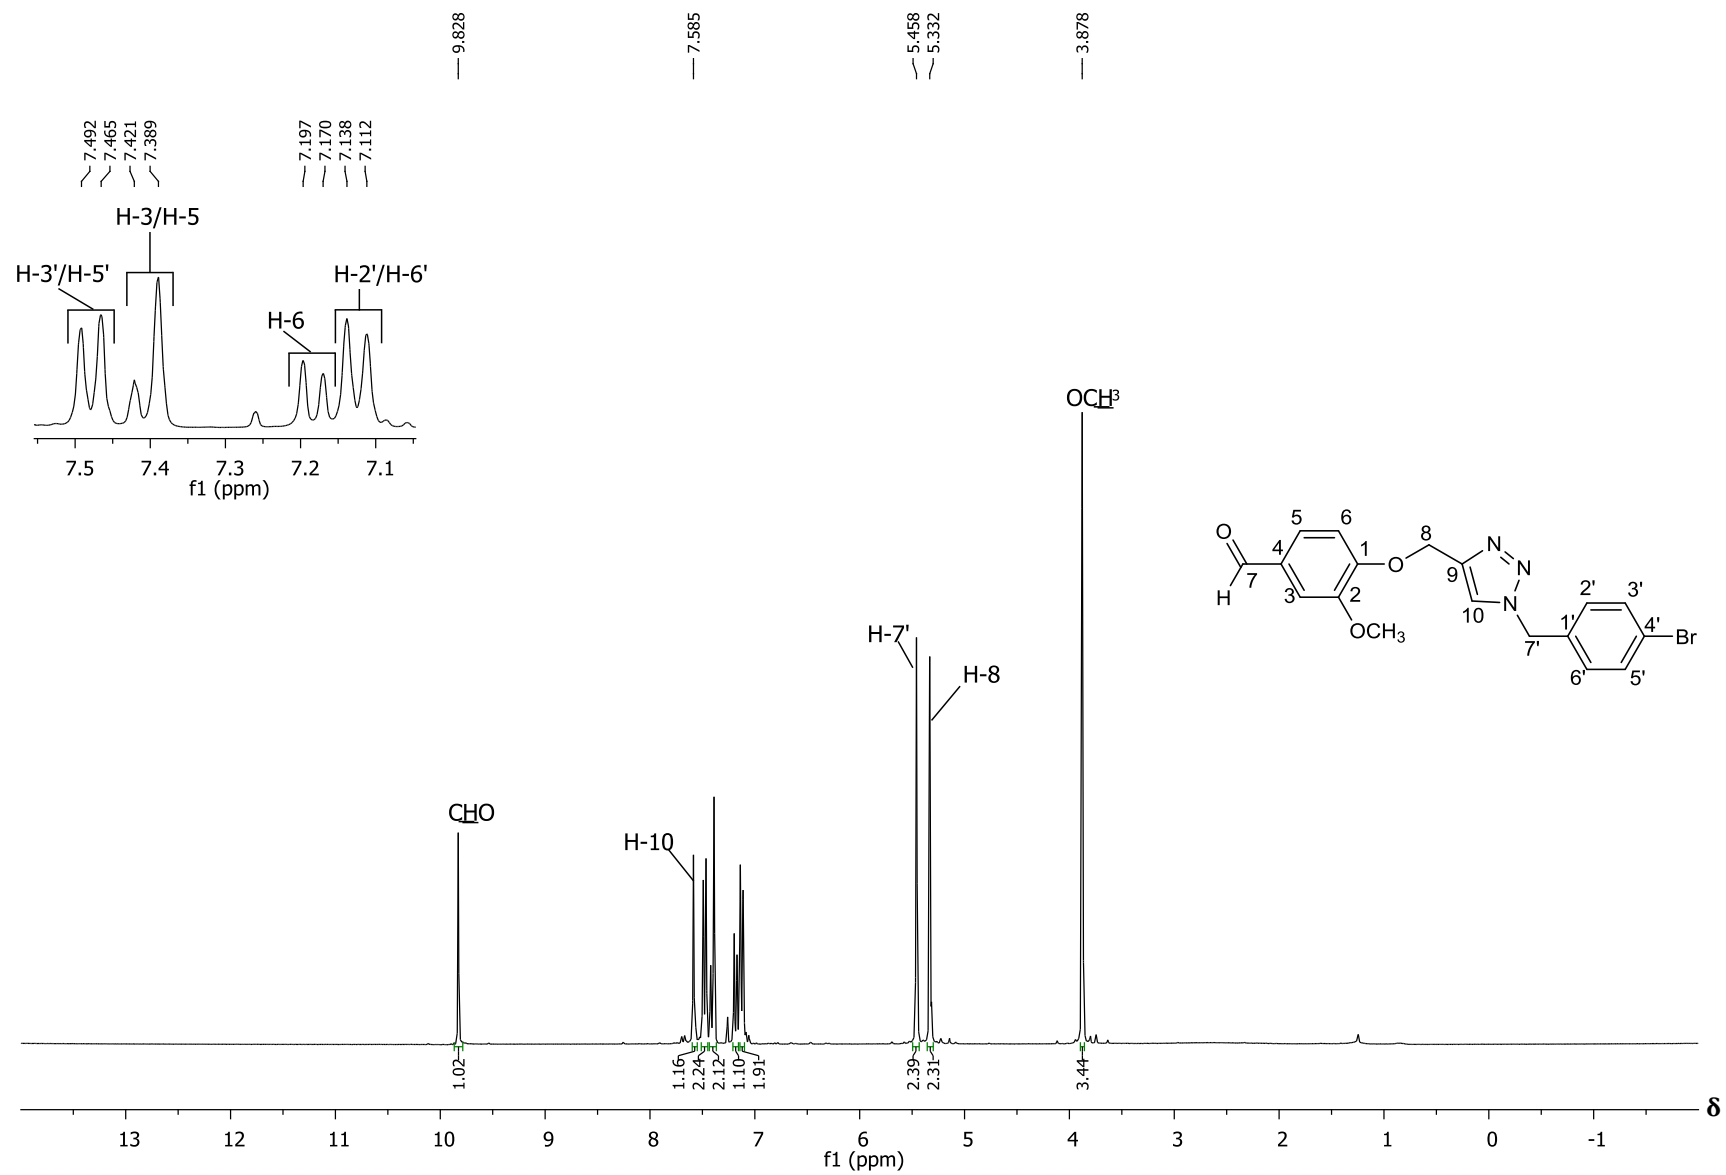 9.828
7.585
5.458
5.332
3.878
7.492
7.465
7.421
7.389
7.197
7.170
7.138
7.112
H-3/H-5
H-3'/H-5'
H-2'/H-6'
H-6
7.5 7.4 7.3 7.2 7.1
f1 (ppm)
OCH3
5 6 8
O 4 1 O N
7 9 N
H 3 2 10 N 2' 3'
OCH3 1' 4' Br
7'
6' 5'
H-7'
H-8
CHO
H-10
1.02
1.16
2.24
2.12
1.10
1.91
2.39
2.31
3.44
δ
13 12 11 10 9 8 7 6 5 4 3 2 1 0 -1
f1 (ppm)